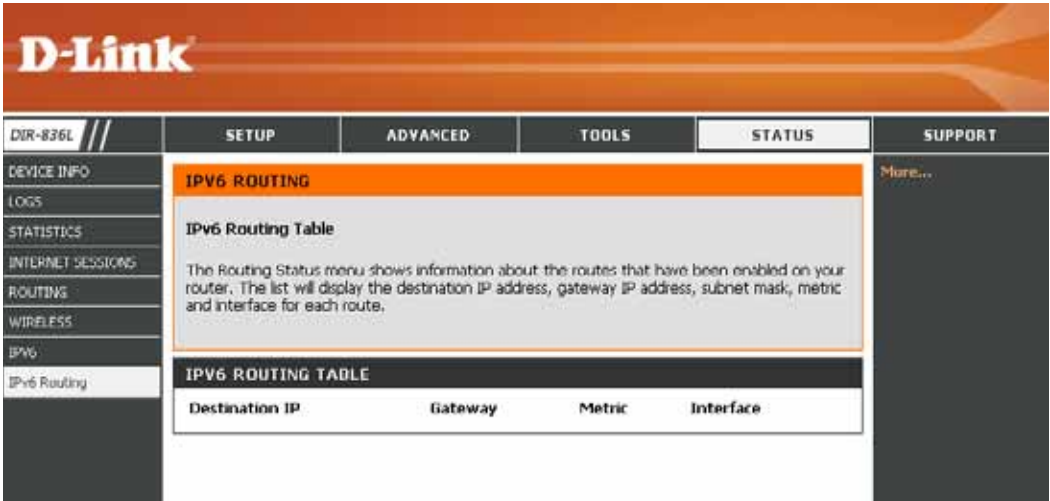 D-Link
DIR-836L
SETUP
ADVANCED
TOOLS
STATUS
SUPPORT
DEVICE INFO
LOGS
STATISTICS
INTERNET SESSIONS
ROUTING
WIRELESS
IPV6
IPv6 Routing
IPV6 ROUTING
IPv6 Routing Table
The Routing Status menu shows information about the routes that have been enabled on your
router. The list will display the destination IP address, gateway IP address, subnet mask, metric
and interface for each route.
IPV6 ROUTING TABLE
Destination IP Gateway Metric Interface
More...